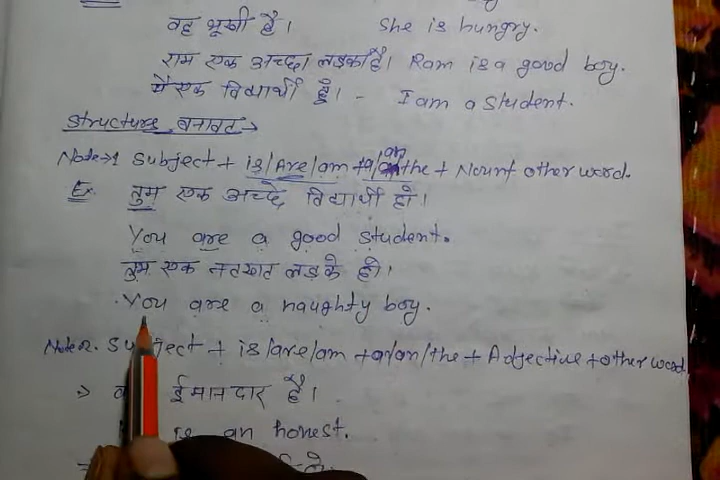 वह भूखी है। She is hungry.
राम एक अच्छा लड़का है। Ram is a good boy.
मैं एक विद्यार्थी हूँ। - I am a student.
Structure, बनावट →
Note→1 Subject + is/Are/am + a/an/the + Noun + other word.
Ex. तुम एक अच्छे विद्यार्थी हो।
You are a good student.
तुम एक नटखट लड़के हो।
You are a naughty boy.
Note 2. Subject + is/are/am + a/an/the + Adjective + other word
→ ईमानदार है।
is an honest.